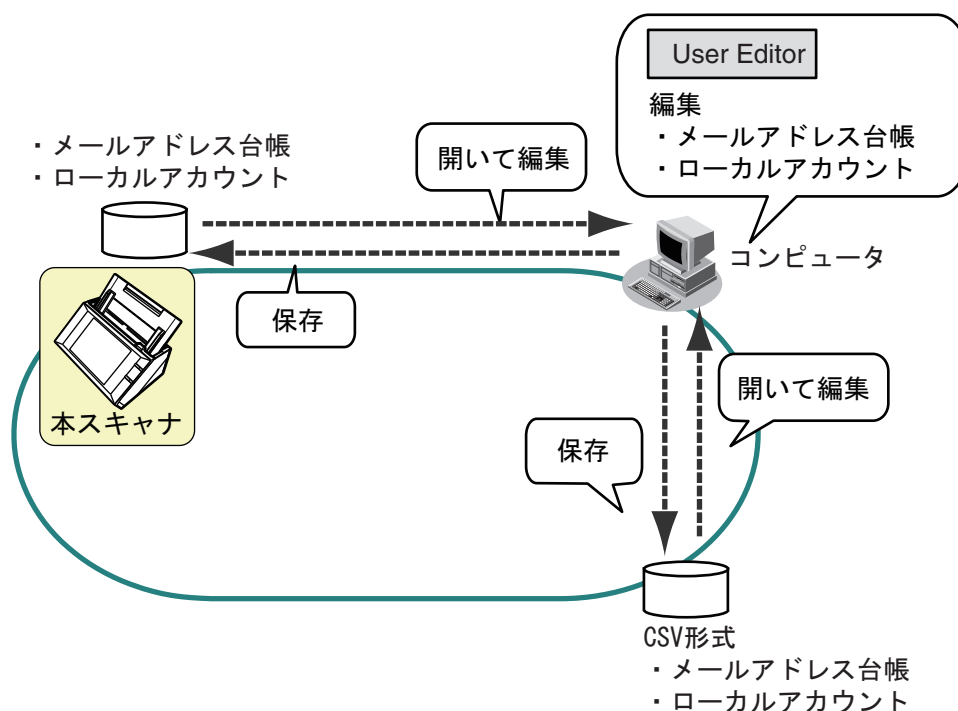 User Editor
編集
・メールアドレス台帳
・ローカルアカウント
・メールアドレス台帳
・ローカルアカウント
開いて編集
コンピュータ
保存
本スキャナ
開いて編集
保存
CSV形式
・メールアドレス台帳
・ローカルアカウント